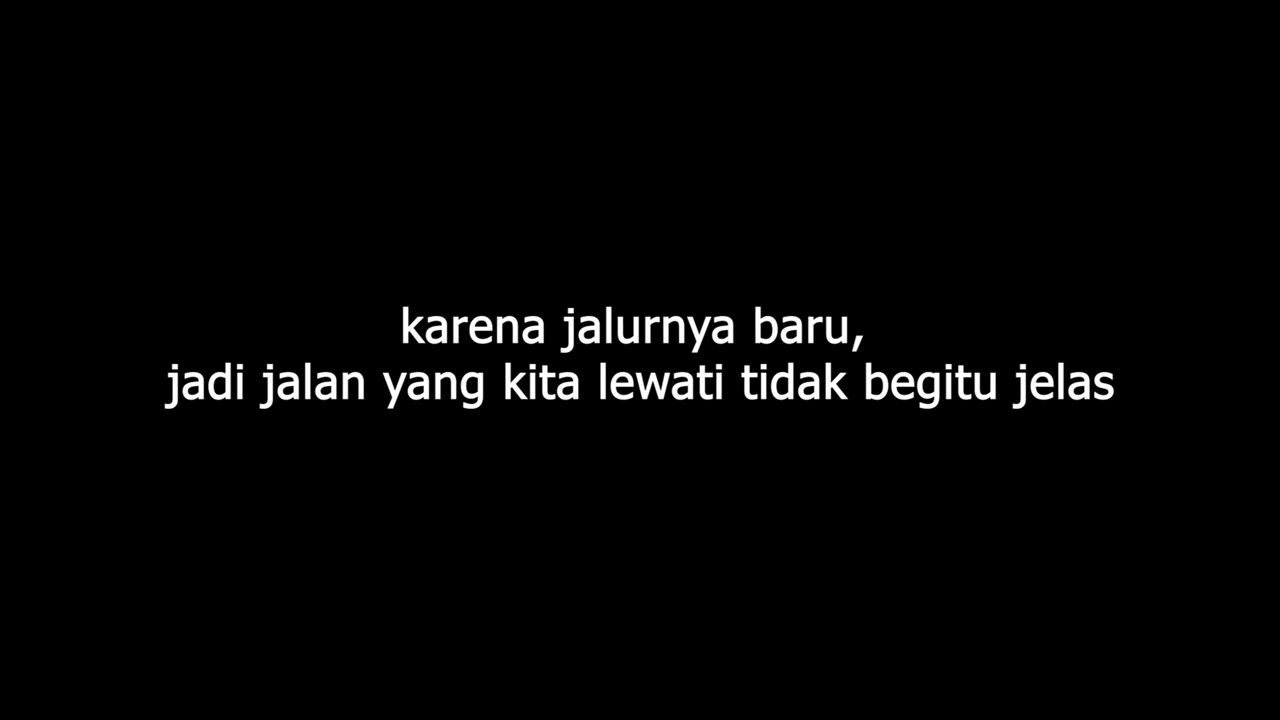 karena jalurnya baru,
jadi jalan yang kita lewati tidak begitu jelas